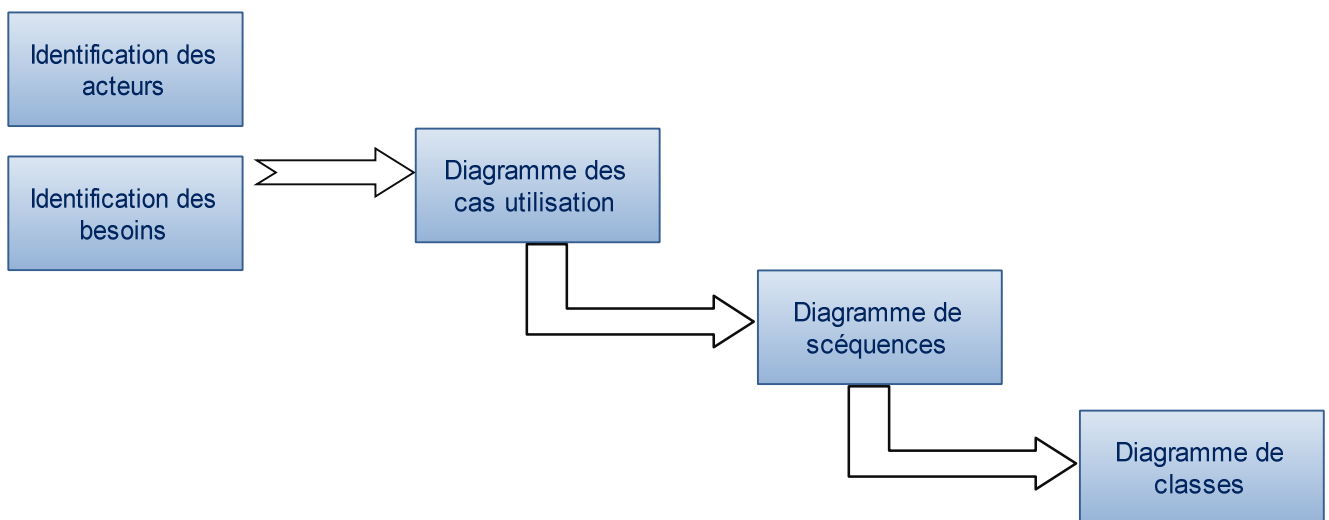 Identification des
acteurs
Identification des
besoins
Diagramme des
cas utilisation
Diagramme de
scéquences
Diagramme de
classes